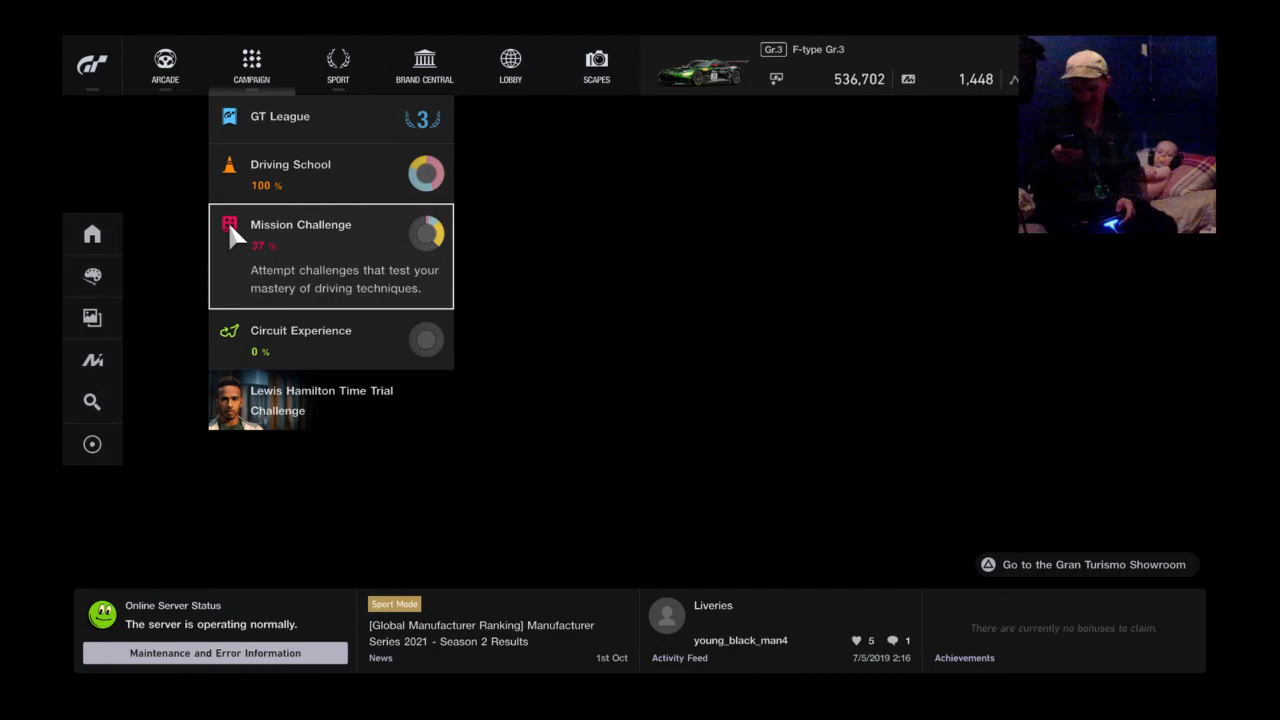 ARCADE
CAMPAIGN
SPORT
BRAND CENTRAL
LOBBY
SCAPES
Gr.3 F-type Gr.3
536,702
1,448
GT League
3
Driving School
100 %
Mission Challenge
37 %
Attempt challenges that test your
mastery of driving techniques.
Circuit Experience
0 %
Lewis Hamilton Time Trial
Challenge
Go to the Gran Turismo Showroom
Online Server Status
The server is operating normally.
Maintenance and Error Information
Sport Mode
[Global Manufacturer Ranking] Manufacturer
Series 2021 - Season 2 Results
News 1st Oct
Liveries
young_black_man4 5 1
Activity Feed 7/5/2019 2:16
There are currently no bonuses to claim.
Achievements